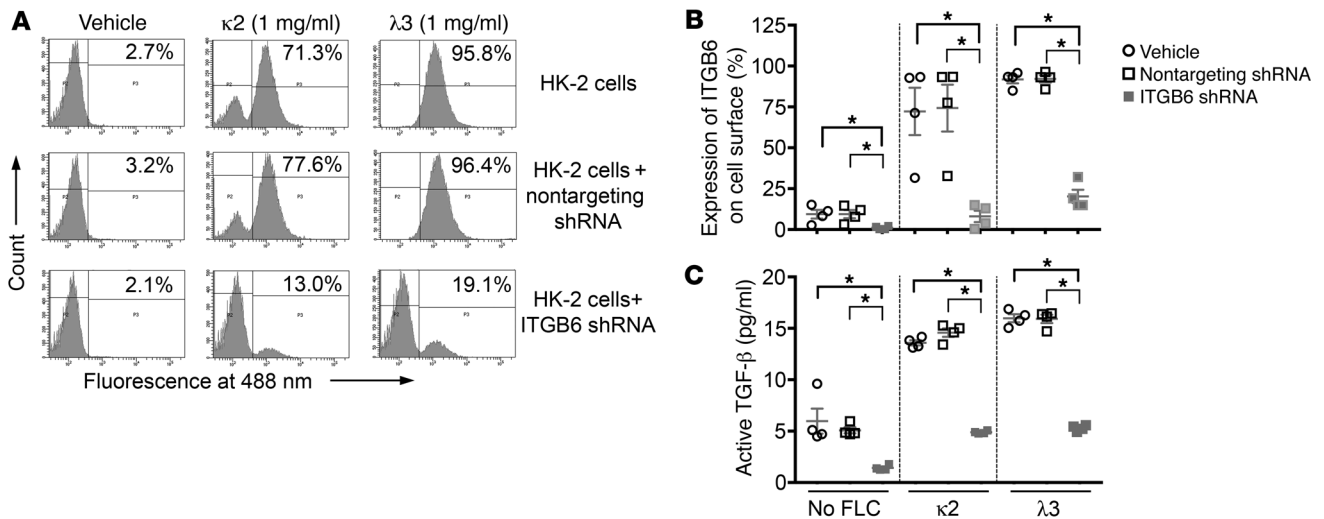 A
Vehicle
κ2 (1 mg/ml)
λ3 (1 mg/ml)
2.7%
71.3%
95.8%
HK-2 cells
3.2%
77.6%
96.4%
HK-2 cells +
nontargeting
shRNA
2.1%
13.0%
19.1%
HK-2 cells+
ITGB6 shRNA
P2 P3
Count
Fluorescence at 488 nm
B
Expression of ITGB6
on cell surface (%)
125
100
75
50
25
0
* * * * * *
Vehicle
Nontargeting shRNA
ITGB6 shRNA
C
Active TGF-β (pg/ml)
20
15
10
5
0
* * * * * *
No FLC
κ2
λ3